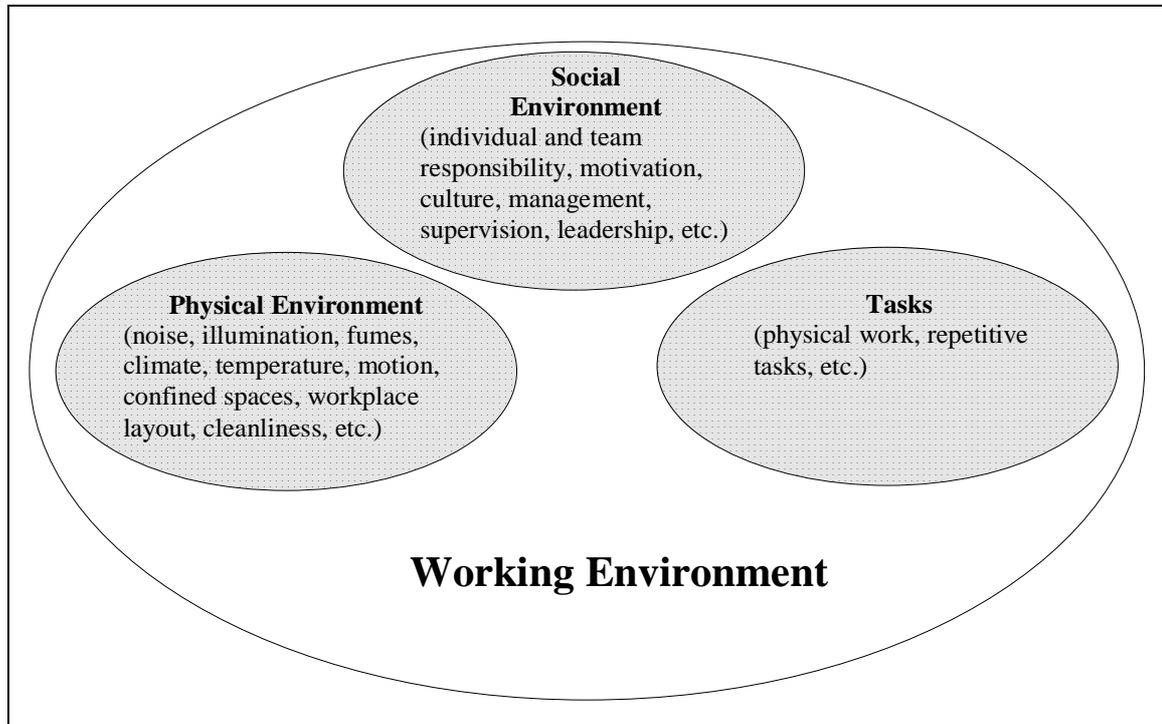 Social
Environment
(individual and team
responsibility, motivation,
culture, management,
supervision, leadership, etc.)
Physical Environment
(noise, illumination, fumes,
climate, temperature, motion,
confined spaces, workplace
layout, cleanliness, etc.)
Tasks
(physical work, repetitive
tasks, etc.)
Working Environment